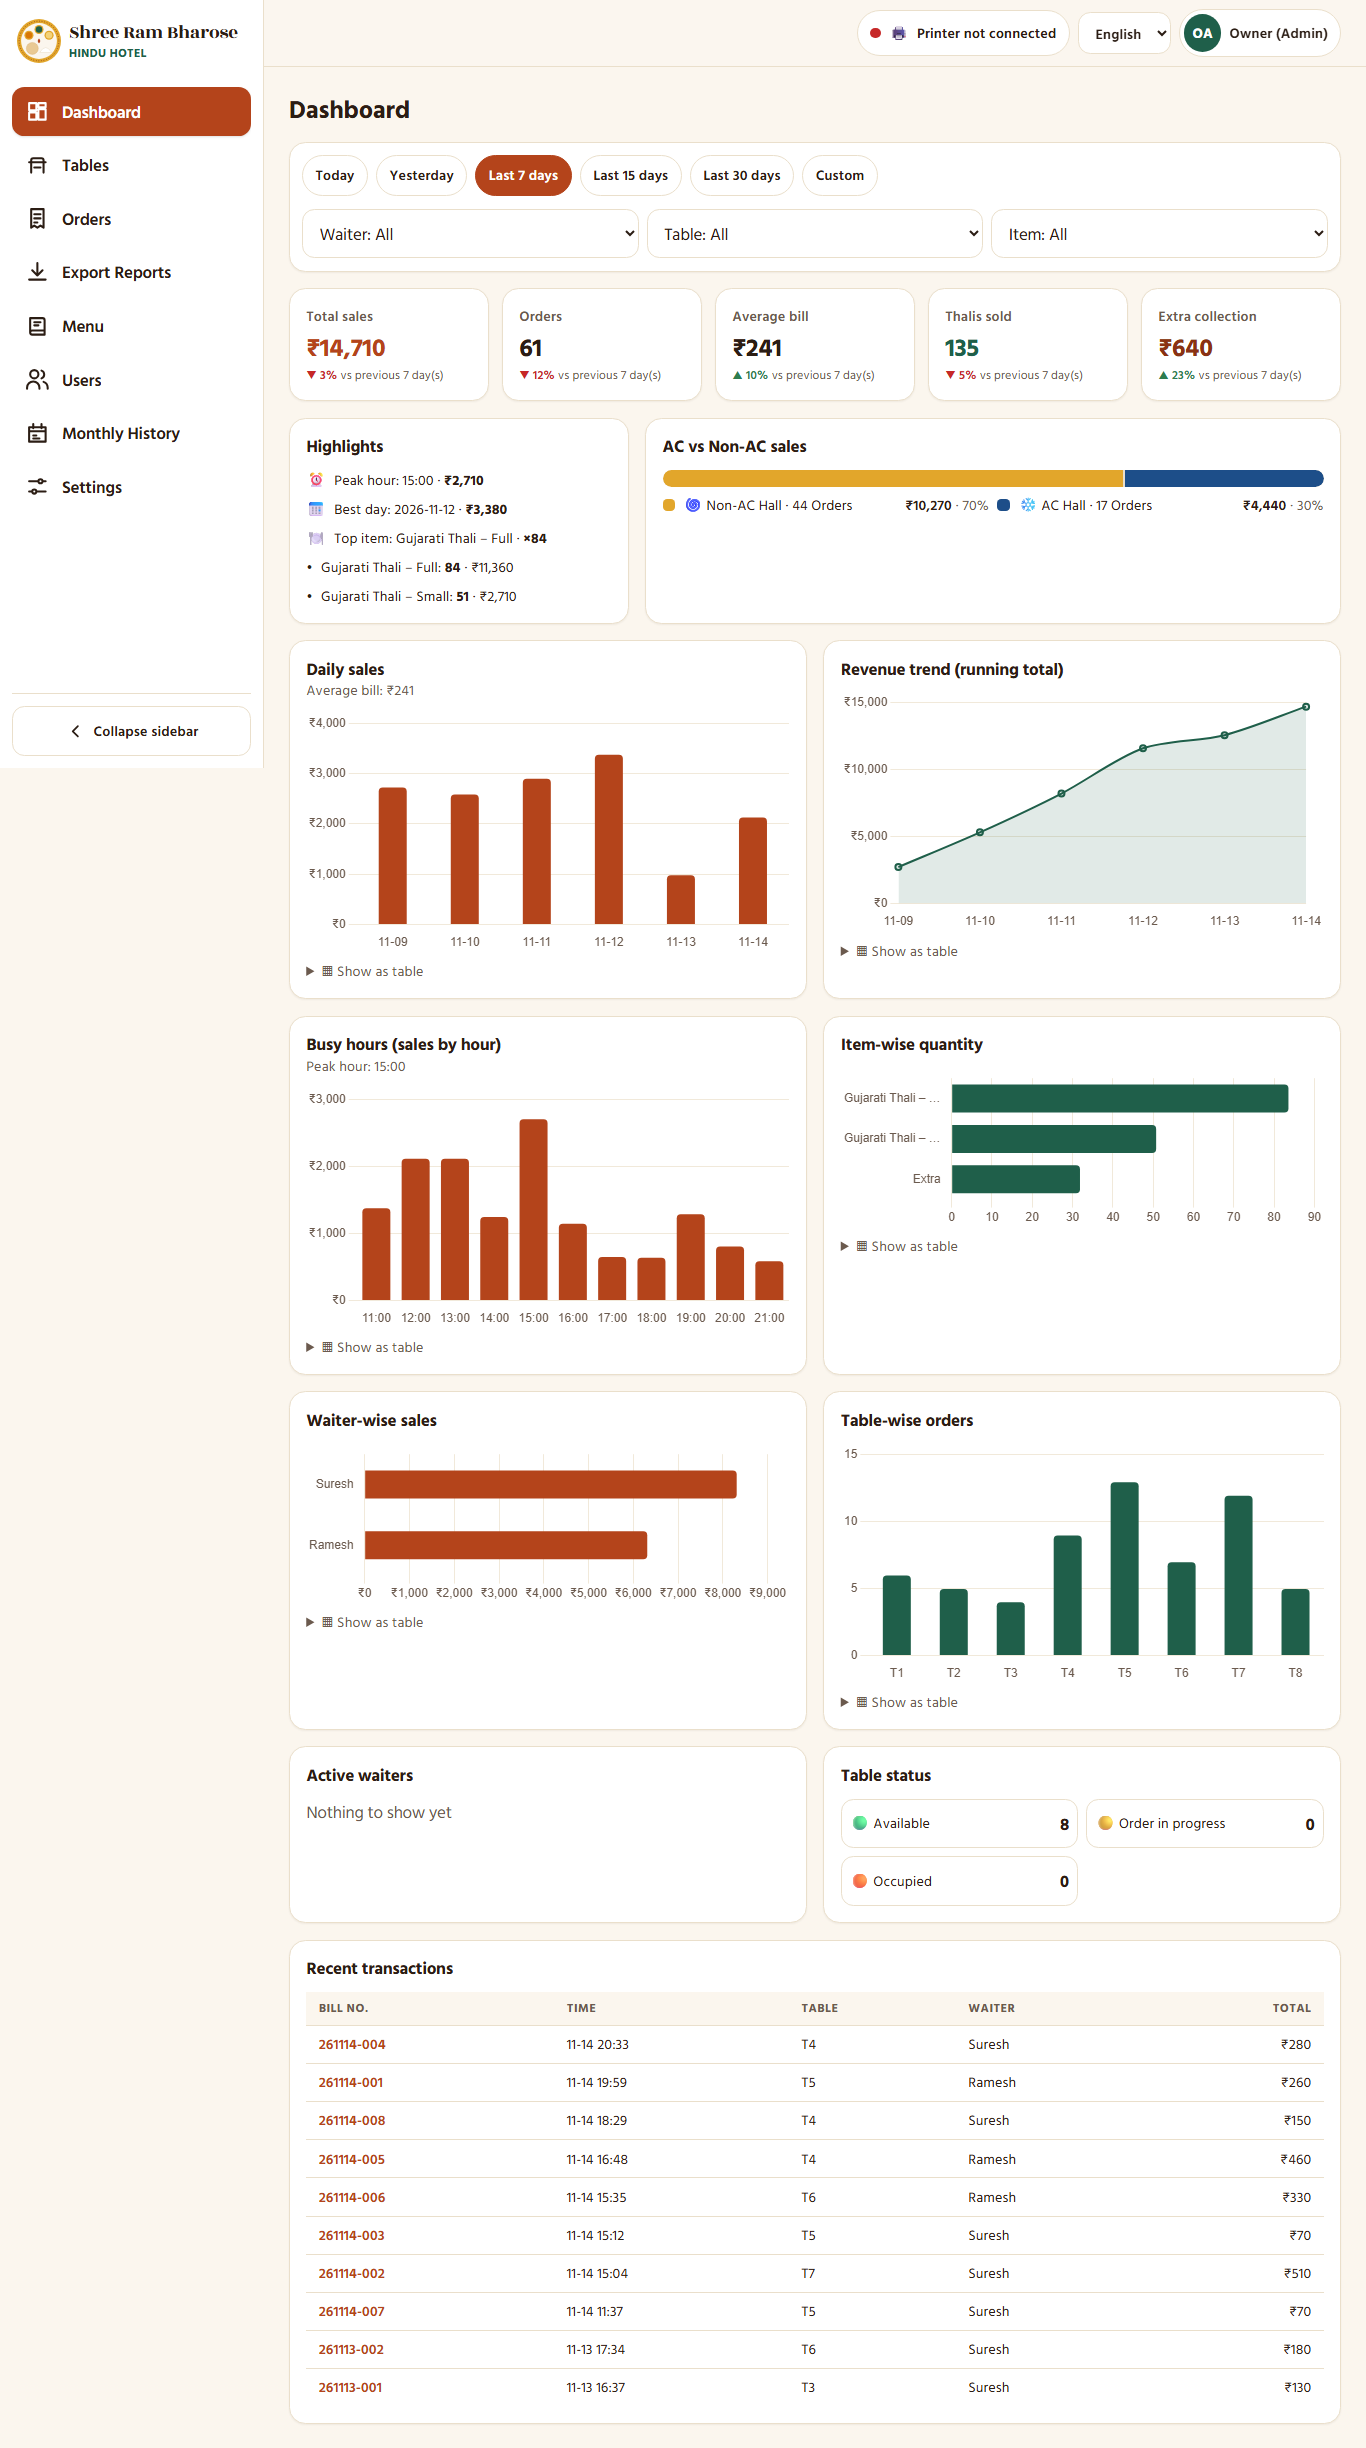 Shree Ram Bharose
HINDU HOTEL
Printer not connected
English
OA
Owner (Admin)
Dashboard
Tables
Orders
Export Reports
Menu
Users
Monthly History
Settings
Collapse sidebar
Dashboard
Today
Yesterday
Last 7 days
Last 15 days
Last 30 days
Custom
Waiter: All
Table: All
Item: All
Total sales
₹14,710
▼ 3% vs previous 7 day(s)
Orders
61
▼ 12% vs previous 7 day(s)
Average bill
₹241
▲ 10% vs previous 7 day(s)
Thalis sold
135
▼ 5% vs previous 7 day(s)
Extra collection
₹640
▲ 23% vs previous 7 day(s)
Highlights
Peak hour: 15:00 · ₹2,710
Best day: 2026-11-12 · ₹3,380
Top item: Gujarati Thali – Full · ×84
• Gujarati Thali – Full: 84 · ₹11,360
• Gujarati Thali – Small: 51 · ₹2,710
AC vs Non-AC sales
Non-AC Hall · 44 Orders ₹10,270 · 70%
AC Hall · 17 Orders ₹4,440 · 30%
Daily sales
Average bill: ₹241
₹4,000
₹3,000
₹2,000
₹1,000
₹0
11-09 11-10 11-11 11-12 11-13 11-14
Show as table
Revenue trend (running total)
₹15,000
₹10,000
₹5,000
₹0
11-09 11-10 11-11 11-12 11-13 11-14
Show as table
Busy hours (sales by hour)
Peak hour: 15:00
₹3,000
₹2,000
₹1,000
₹0
11:00 12:00 13:00 14:00 15:00 16:00 17:00 18:00 19:00 20:00 21:00
Show as table
Item-wise quantity
Gujarati Thali – ...
Gujarati Thali – ...
Extra
0 10 20 30 40 50 60 70 80 90
Show as table
Waiter-wise sales
Suresh
Ramesh
₹0 ₹1,000 ₹2,000 ₹3,000 ₹4,000 ₹5,000 ₹6,000 ₹7,000 ₹8,000 ₹9,000
Show as table
Table-wise orders
15
10
5
0
T1 T2 T3 T4 T5 T6 T7 T8
Show as table
Active waiters
Nothing to show yet
Table status
Available 8
Order in progress 0
Occupied 0
Recent transactions
BILL NO. TIME TABLE WAITER TOTAL
261114-004 11-14 20:33 T4 Suresh ₹280
261114-001 11-14 19:59 T5 Ramesh ₹260
261114-008 11-14 18:29 T4 Suresh ₹150
261114-005 11-14 16:48 T4 Ramesh ₹460
261114-006 11-14 15:35 T6 Ramesh ₹330
261114-003 11-14 15:12 T5 Suresh ₹70
261114-002 11-14 15:04 T7 Suresh ₹510
261114-007 11-14 11:37 T5 Suresh ₹70
261113-002 11-13 17:34 T6 Suresh ₹180
261113-001 11-13 16:37 T3 Suresh ₹130